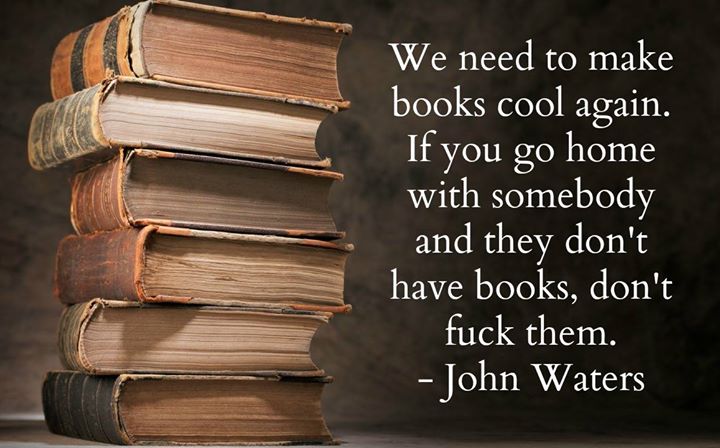 We need to make
books cool again.
If you go home
with somebody
and they don't
have books, don't
fuck them.
- John Waters